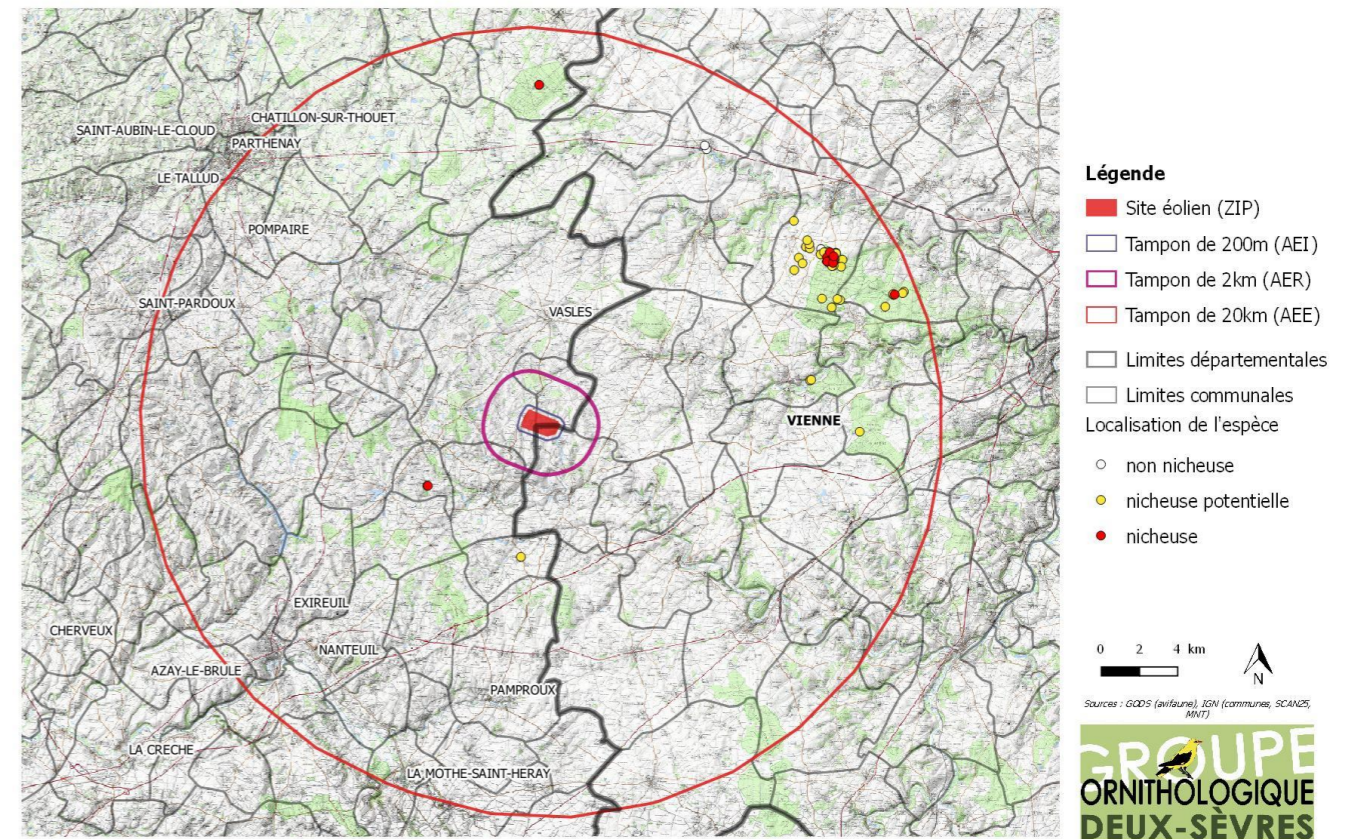 CHATILLON-SUR-THOUET
SAINT-AUBIN-LE-CLOUD
PARTHENAY
LE TALLUD
POMPAIRE
SAINT-PARDOUX
VASLES
VIENNE
EXIREUIL
CHERVEUX
NANTEUIL
AZAY-LE-BRULE
PAMPROUX
LA CRECHE
LA MOTHE-SAINT-HERAY
Légende
Site éolien (ZIP)
Tampon de 200m (AEI)
Tampon de 2km (AER)
Tampon de 20km (AEE)
Limites départementales
Limites communales
Localisation de l'espèce
non nicheuse
nicheuse potentielle
nicheuse
0 2 4 km
N
Sources : GODS (avifaune), IGN (communes, SCAN25,
MNT)
GROUPE
ORNITHOLOGIQUE
DEUX-SÈVRES